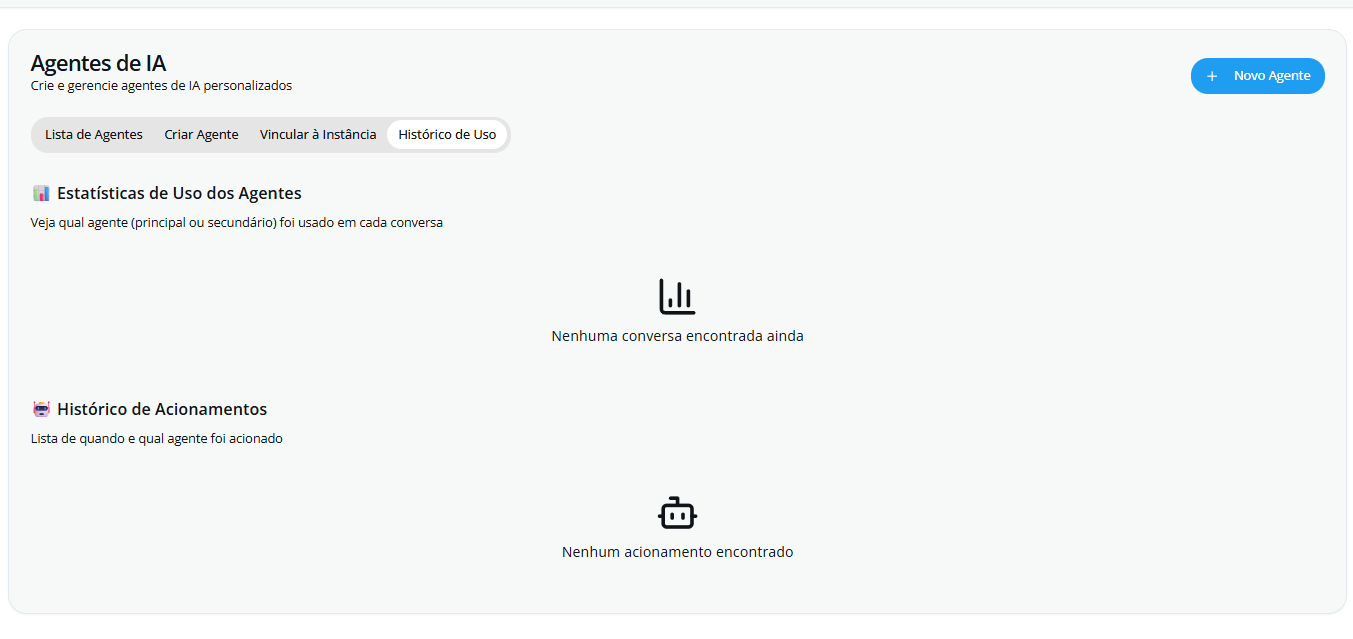 Agentes de IA
Crie e gerencie agentes de IA personalizados
+ Novo Agente
Lista de Agentes Criar Agente Vincular à Instância Histórico de Uso
Estatísticas de Uso dos Agentes
Veja qual agente (principal ou secundário) foi usado em cada conversa
Nenhuma conversa encontrada ainda
Histórico de Acionamentos
Lista de quando e qual agente foi acionado
Nenhum acionamento encontrado